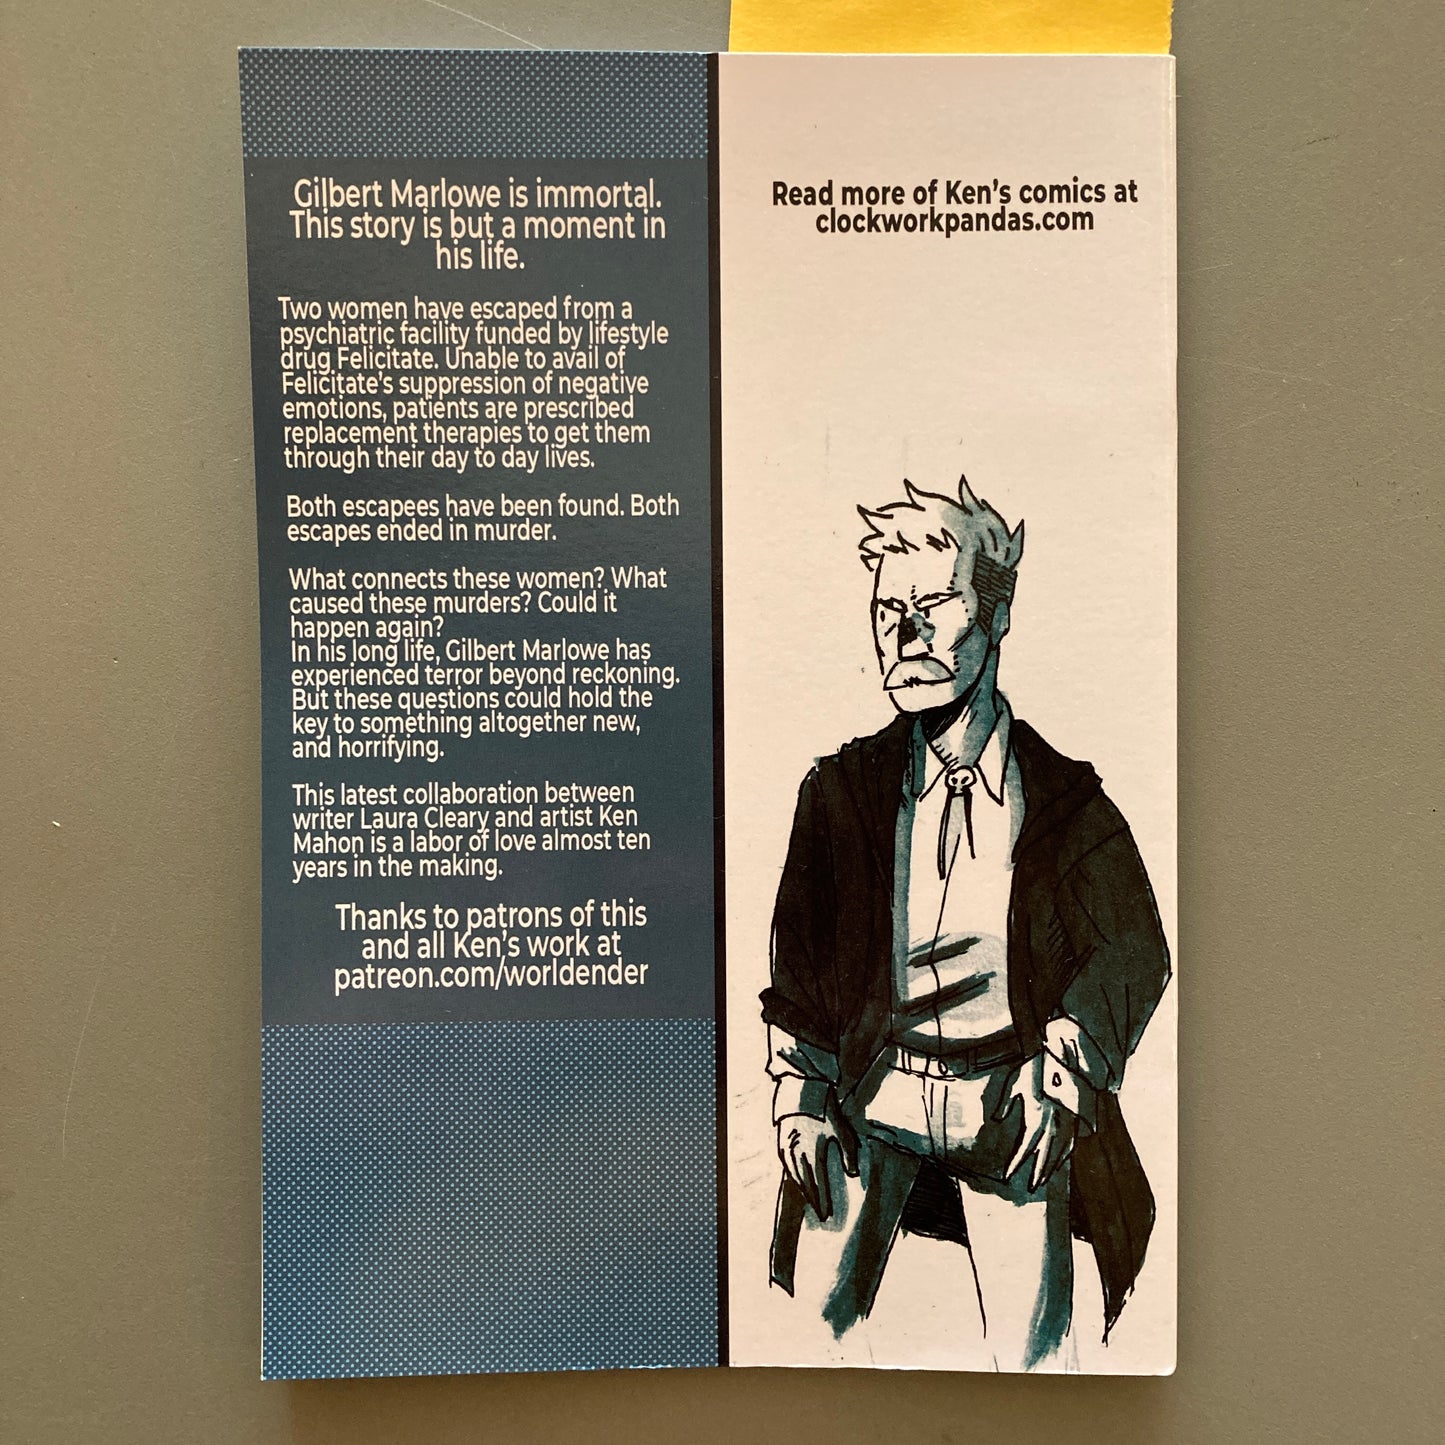 Gilbert Marlowe is immortal.
This story is but a moment in
his life.
Two women have escaped from a
psychiatric facility funded by lifestyle
drug Felicitate. Unable to avail of
Felicitate's suppression of negative
emotions, patients are prescribed
replacement therapies to get them
through their day to day lives.
Both escapees have been found. Both
escapes ended in murder.
What connects these women? What
caused these murders? Could it
happen again?
In his long life, Gilbert Marlowe has
experienced terror beyond reckoning.
But these questions could hold the
key to something altogether new,
and horrifying.
This latest collaboration between
writer Laura Cleary and artist Ken
Mahon is a labor of love almost ten
years in the making.
Thanks to patrons of this
and all Ken's work at
patreon.com/worldender
Read more of Ken's comics at
clockworkpandas.com